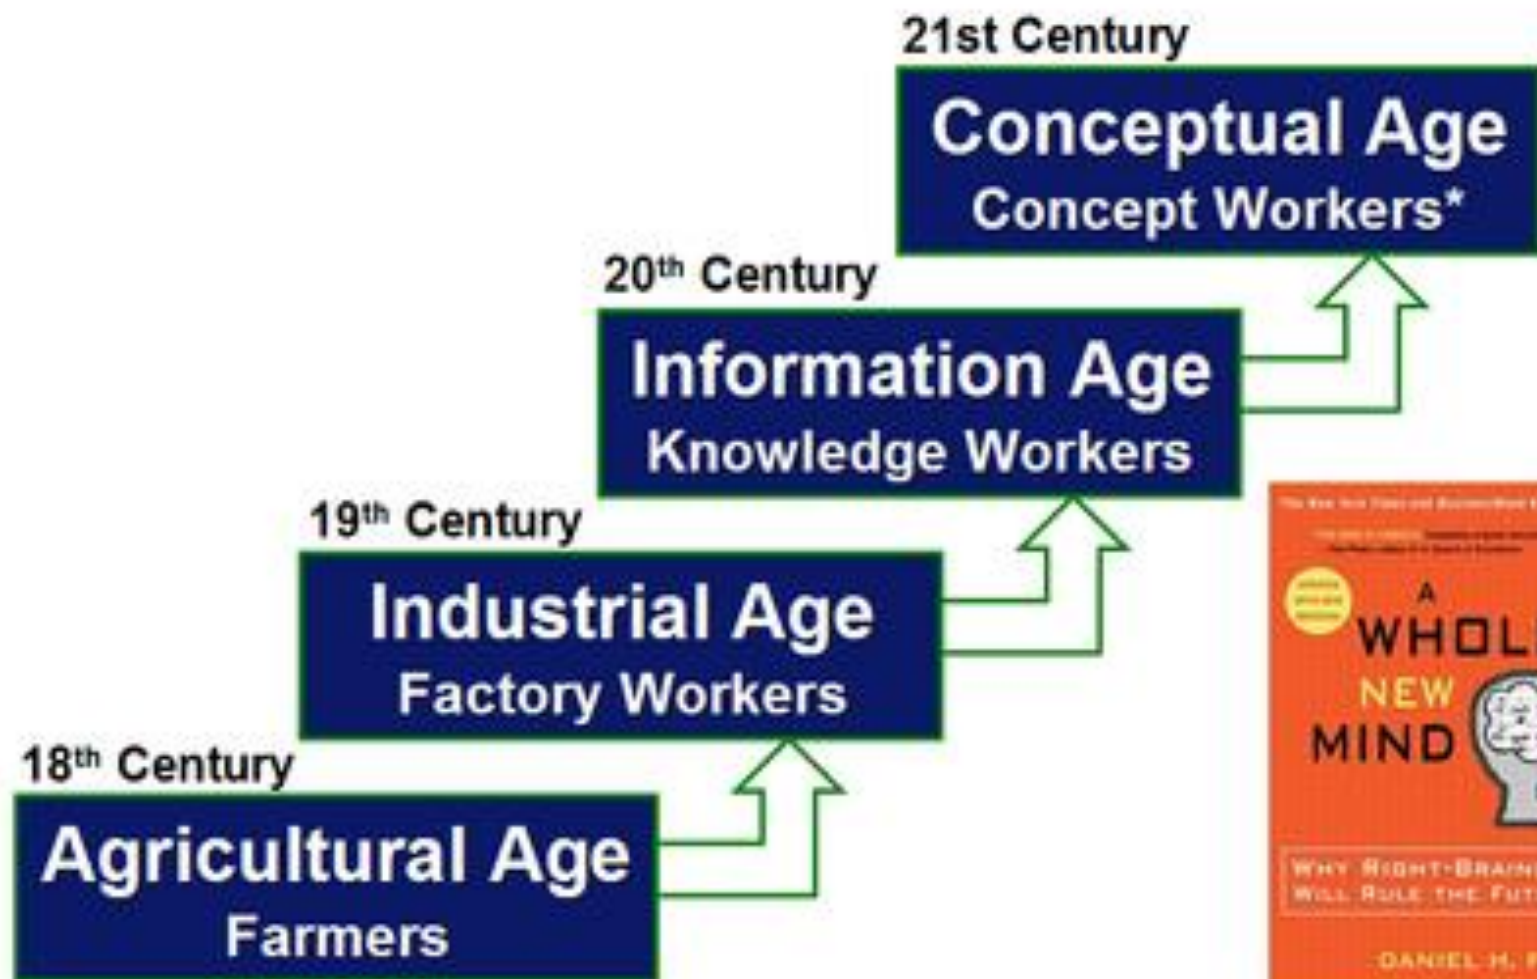 21st Century
Conceptual Age
Concept Workers*
20th Century
Information Age
Knowledge Workers
19th Century
Industrial Age
Factory Workers
18th Century
Agricultural Age
Farmers
A
WHOL
NEW
MIND
WHY RIGHT-BRAIN
WILL RULE THE FUT
DANIEL H.